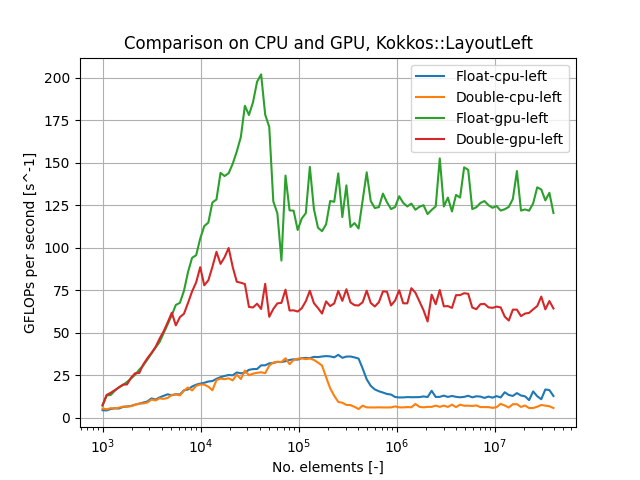 Comparison on CPU and GPU, Kokkos::LayoutLeft
Float-cpu-left
Double-cpu-left
Float-gpu-left
Double-gpu-left
GFLOPs per second [s^-1]
200
175
150
125
100
75
50
25
0
10³ 10⁴ 10⁵ 10⁶ 10⁷
No. elements [-]